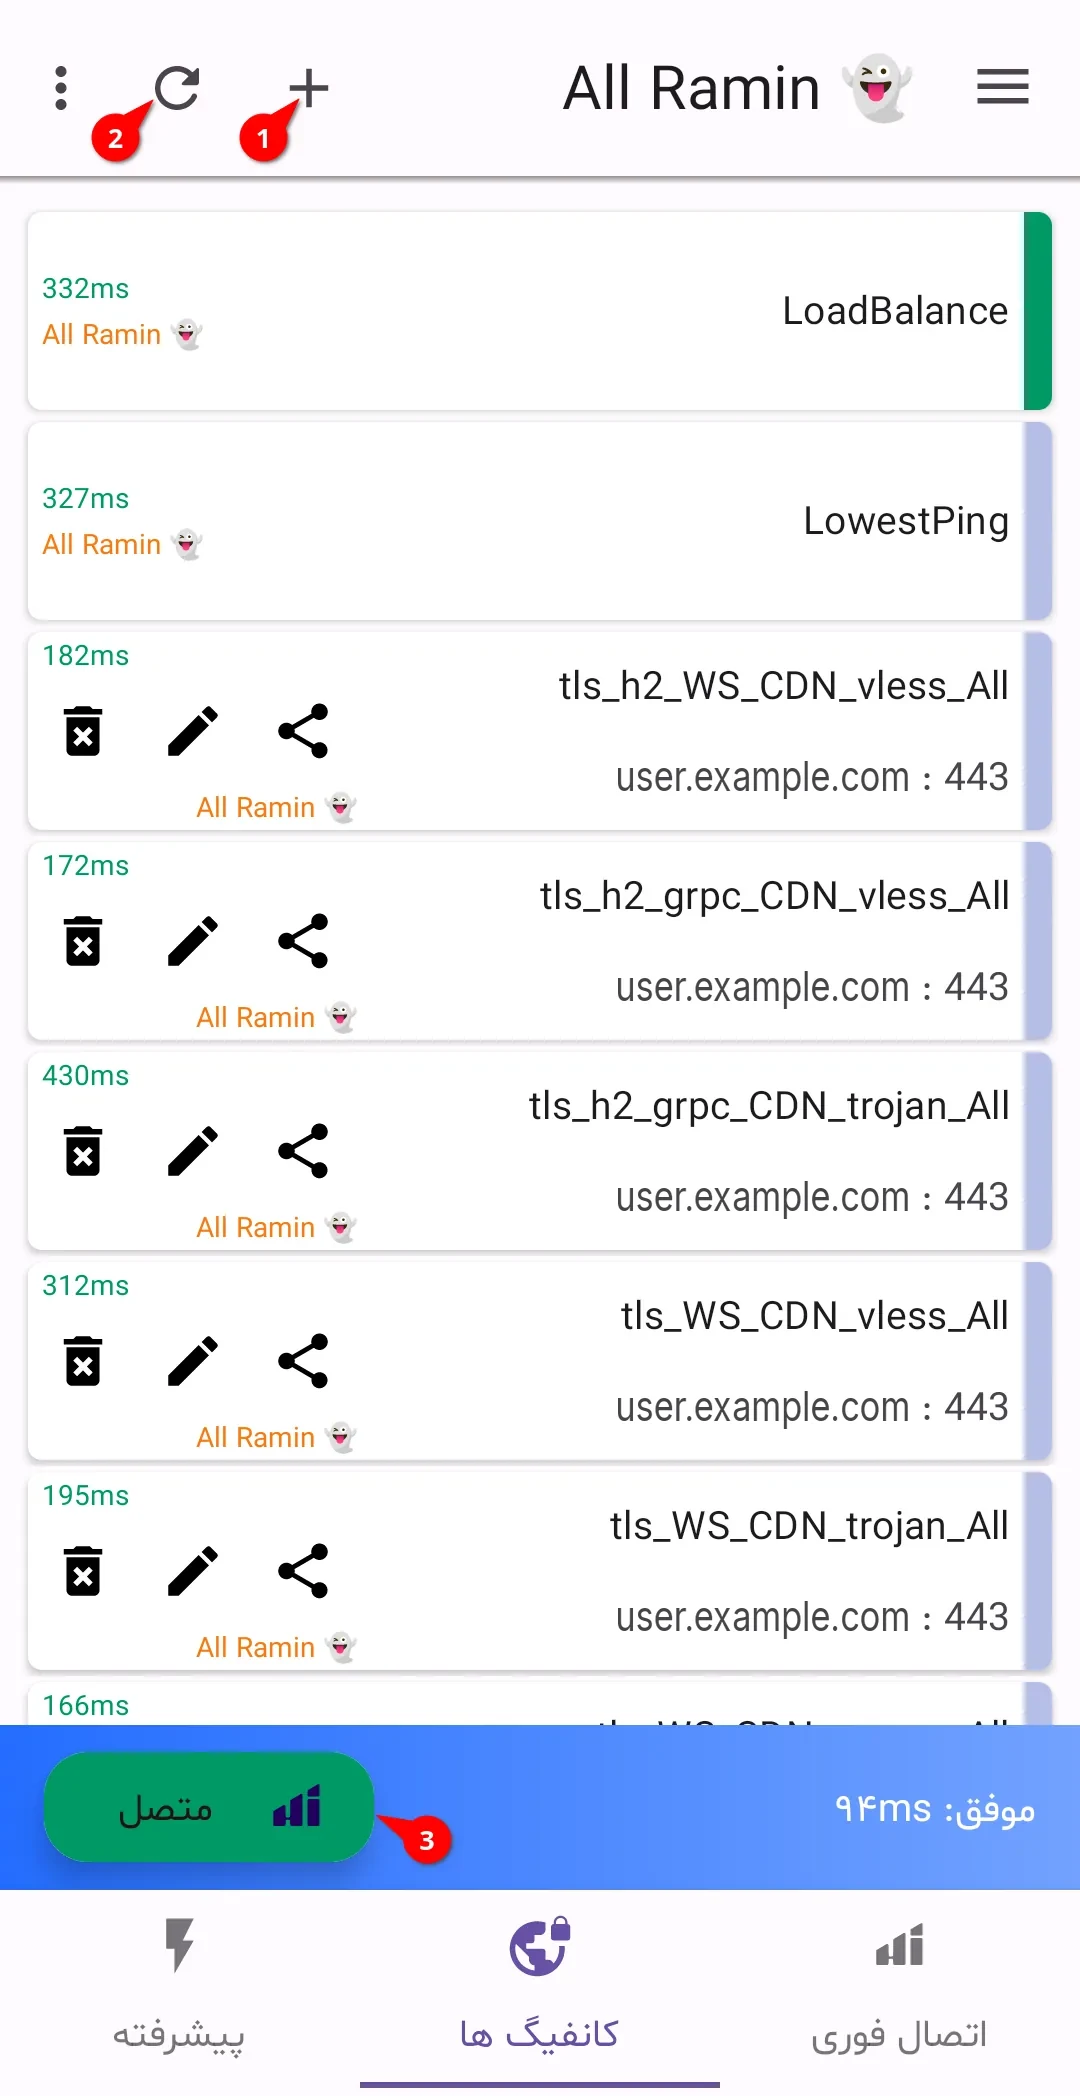 All Ramin 👻
1
2
LoadBalance
332ms
All Ramin 👻
LowestPing
327ms
All Ramin 👻
182ms
tls_h2_WS_CDN_vless_All
user.example.com : 443
All Ramin 👻
172ms
tls_h2_grpc_CDN_vless_All
user.example.com : 443
All Ramin 👻
430ms
tls_h2_grpc_CDN_trojan_All
user.example.com : 443
All Ramin 👻
312ms
tls_WS_CDN_vless_All
user.example.com : 443
All Ramin 👻
195ms
tls_WS_CDN_trojan_All
user.example.com : 443
All Ramin 👻
166ms
موفق: ۹۴ms
متصل
3
اتصال فوری
کانفیگ ها
پیشرفته